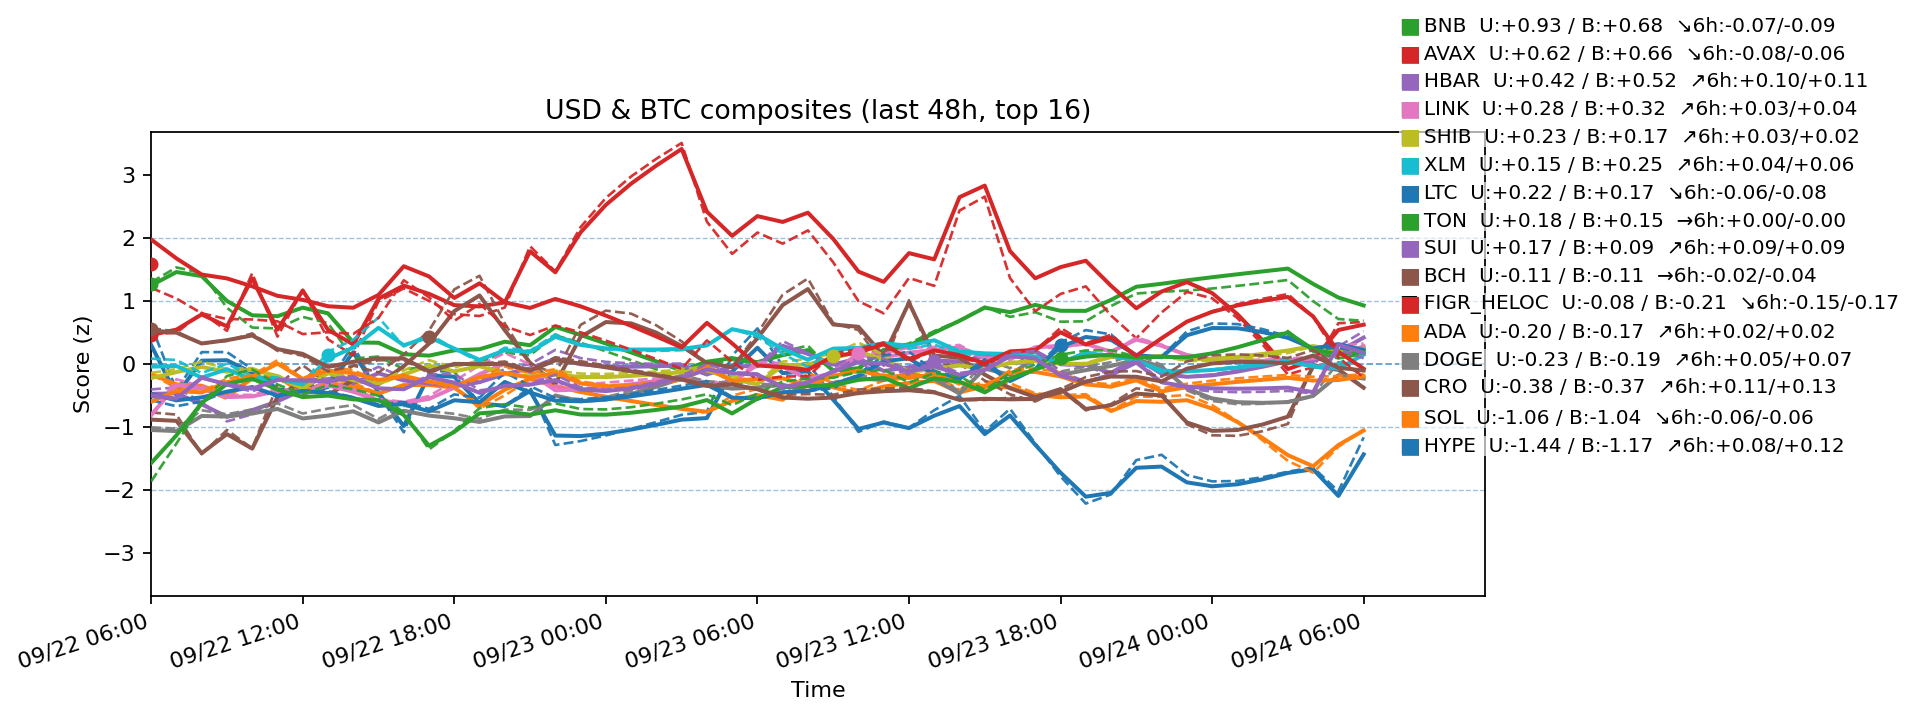 BNB  U:+0.93 / B:+0.68  ↘6h:-0.07/-0.09
AVAX  U:+0.62 / B:+0.66  ↘6h:-0.08/-0.06
HBAR  U:+0.42 / B:+0.52  ↗6h:+0.10/+0.11
LINK  U:+0.28 / B:+0.32  ↗6h:+0.03/+0.04
SHIB  U:+0.23 / B:+0.17  ↗6h:+0.03/+0.02
XLM  U:+0.15 / B:+0.25  ↗6h:+0.04/+0.06
LTC  U:+0.22 / B:+0.17  ↘6h:-0.06/-0.08
TON  U:+0.18 / B:+0.15  →6h:+0.00/-0.00
SUI  U:+0.17 / B:+0.09  ↗6h:+0.09/+0.09
BCH  U:-0.11 / B:-0.11  →6h:-0.02/-0.04
FIGR_HELOC  U:-0.08 / B:-0.21  ↘6h:-0.15/-0.17
ADA  U:-0.20 / B:-0.17  ↗6h:+0.02/+0.02
DOGE  U:-0.23 / B:-0.19  ↗6h:+0.05/+0.07
CRO  U:-0.38 / B:-0.37  ↗6h:+0.11/+0.13
SOL  U:-1.06 / B:-1.04  ↘6h:-0.06/-0.06
HYPE  U:-1.44 / B:-1.17  ↗6h:+0.08/+0.12
USD & BTC composites (last 48h, top 16)
Score (z)
3
2
1
0
−1
−2
−3
09/22 06:00
09/22 12:00
09/22 18:00
09/23 00:00
09/23 06:00
09/23 12:00
09/23 18:00
09/24 00:00
09/24 06:00
Time